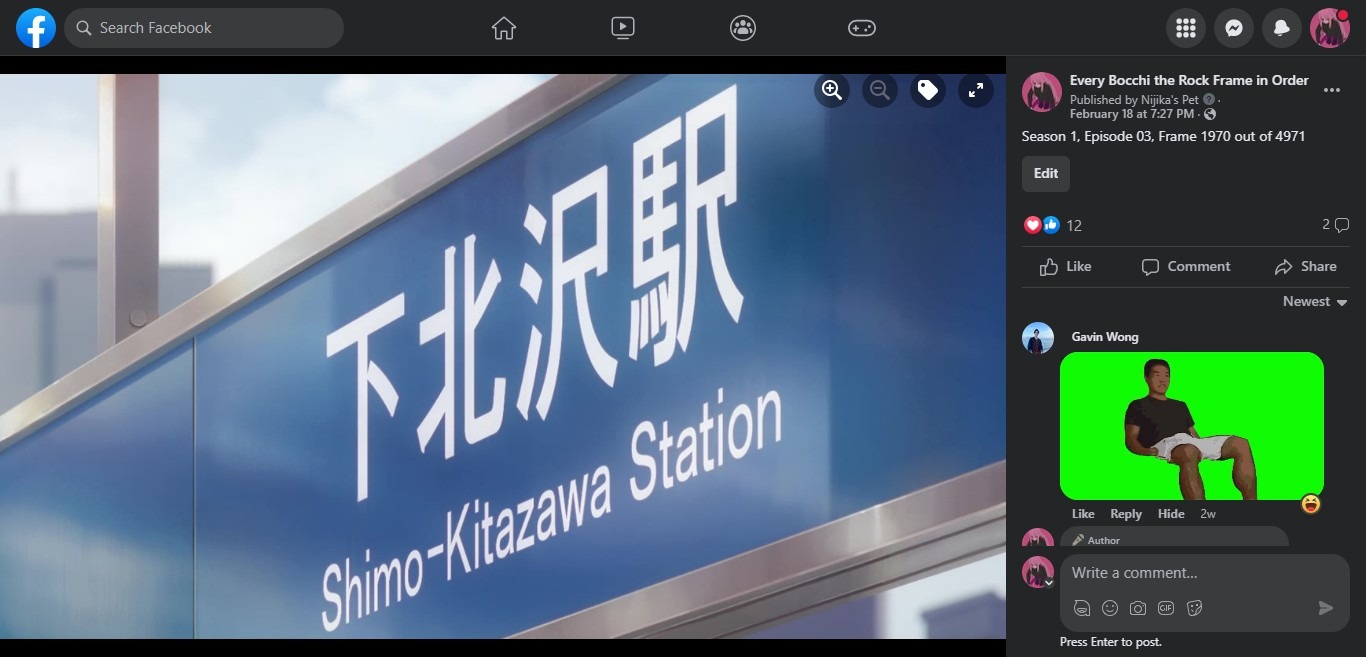 Search Facebook
下北沢駅
Shimo-Kitazawa Station
Every Bocchi the Rock Frame in Order
Published by Nijika's Pet ·
February 18 at 7:27 PM ·
Season 1, Episode 03, Frame 1970 out of 4971
Edit
12
2
Like
Comment
Share
Newest
Gavin Wong
Like Reply Hide 2w
Author
Write a comment...
GIF
Press Enter to post.